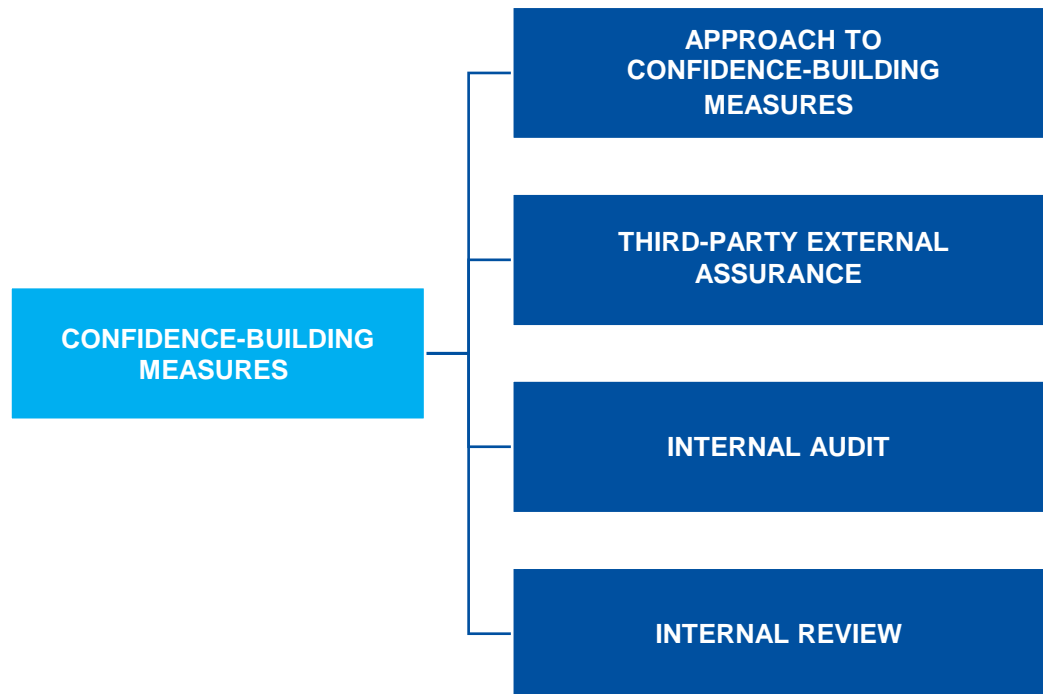 APPROACH TO
CONFIDENCE-BUILDING
MEASURES
THIRD-PARTY EXTERNAL
ASSURANCE
CONFIDENCE-BUILDING
MEASURES
INTERNAL AUDIT
INTERNAL REVIEW